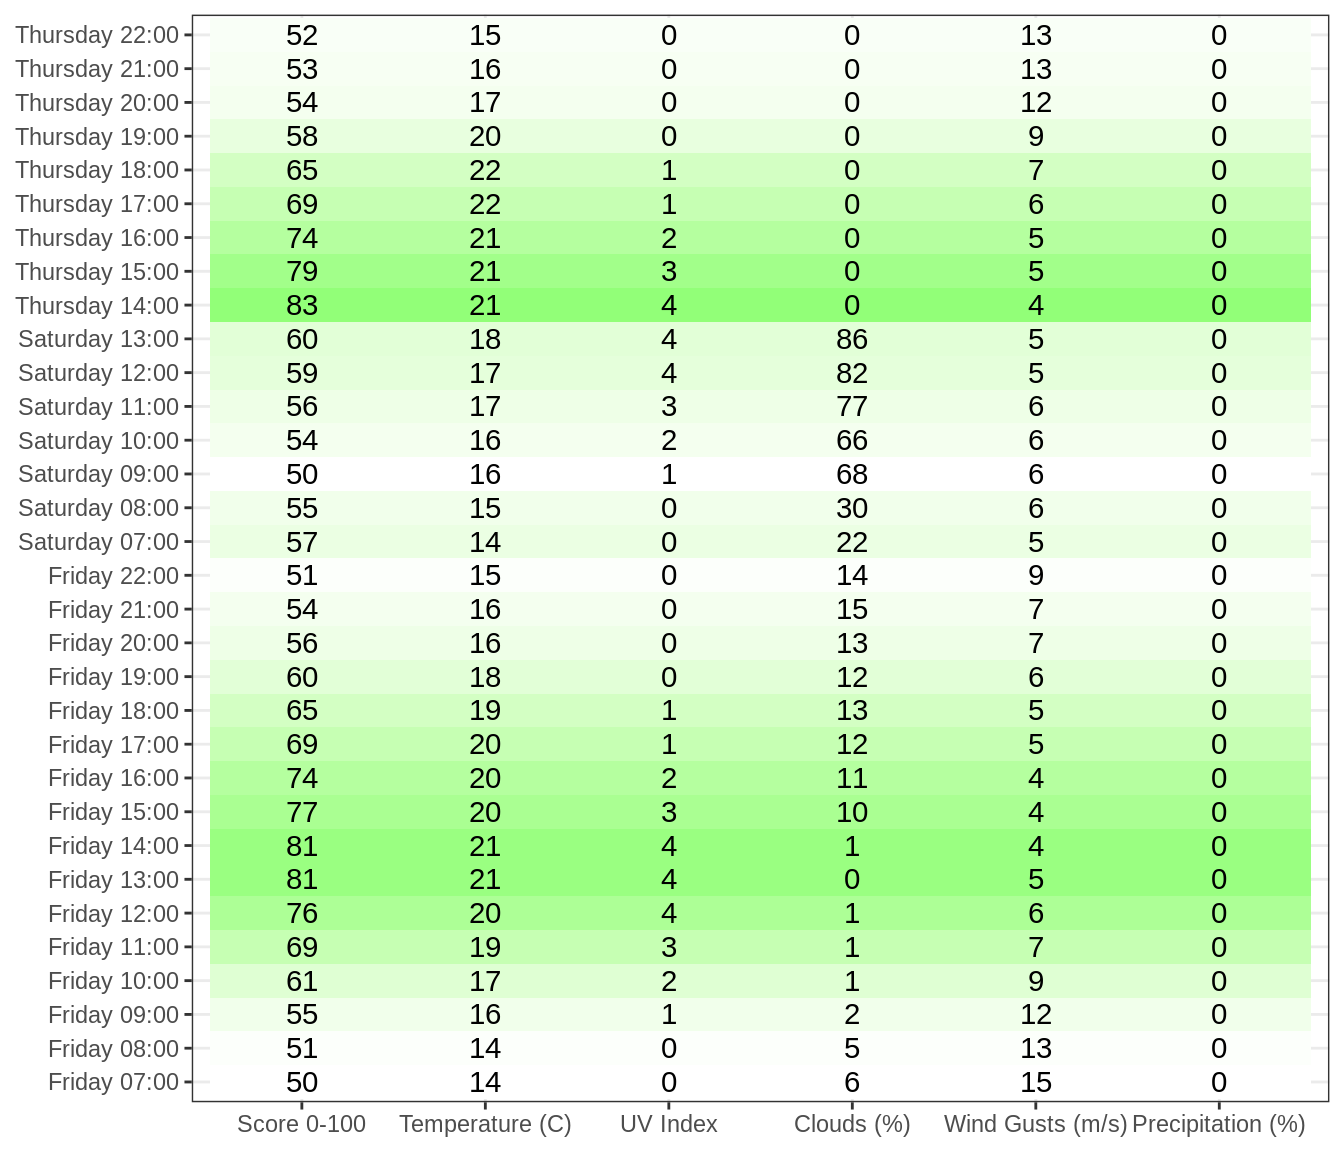 Thursday 22:00 52 15 0 0 13 0
Thursday 21:00 53 16 0 0 13 0
Thursday 20:00 54 17 0 0 12 0
Thursday 19:00 58 20 0 0 9 0
Thursday 18:00 65 22 1 0 7 0
Thursday 17:00 69 22 1 0 6 0
Thursday 16:00 74 21 2 0 5 0
Thursday 15:00 79 21 3 0 5 0
Thursday 14:00 83 21 4 0 4 0
Saturday 13:00 60 18 4 86 5 0
Saturday 12:00 59 17 4 82 5 0
Saturday 11:00 56 17 3 77 6 0
Saturday 10:00 54 16 2 66 6 0
Saturday 09:00 50 16 1 68 6 0
Saturday 08:00 55 15 0 30 6 0
Saturday 07:00 57 14 0 22 5 0
Friday 22:00 51 15 0 14 9 0
Friday 21:00 54 16 0 15 7 0
Friday 20:00 56 16 0 13 7 0
Friday 19:00 60 18 0 12 6 0
Friday 18:00 65 19 1 13 5 0
Friday 17:00 69 20 1 12 5 0
Friday 16:00 74 20 2 11 4 0
Friday 15:00 77 20 3 10 4 0
Friday 14:00 81 21 4 1 4 0
Friday 13:00 81 21 4 0 5 0
Friday 12:00 76 20 4 1 6 0
Friday 11:00 69 19 3 1 7 0
Friday 10:00 61 17 2 1 9 0
Friday 09:00 55 16 1 2 12 0
Friday 08:00 51 14 0 5 13 0
Friday 07:00 50 14 0 6 15 0
Score 0-100 Temperature (C) UV Index Clouds (%) Wind Gusts (m/s) Precipitation (%)